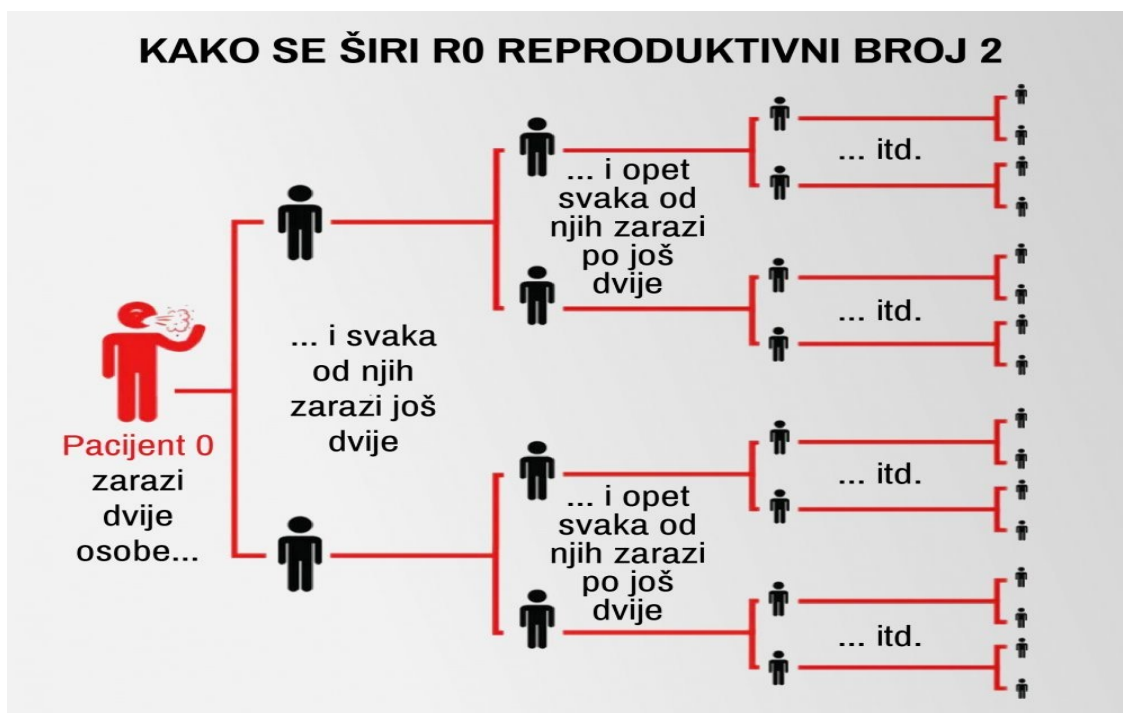 KAKO SE ŠIRI R0 REPRODUKTIVNI BROJ 2
Pacijent 0
zarazi
dvije
osobe...
... i svaka
od njih
zarazi još
dvije
... i opet
svaka od
njih zarazi
po još
dvije
... i opet
svaka od
njih zarazi
po još
dvije
... itd.
... itd.
... itd.
... itd.